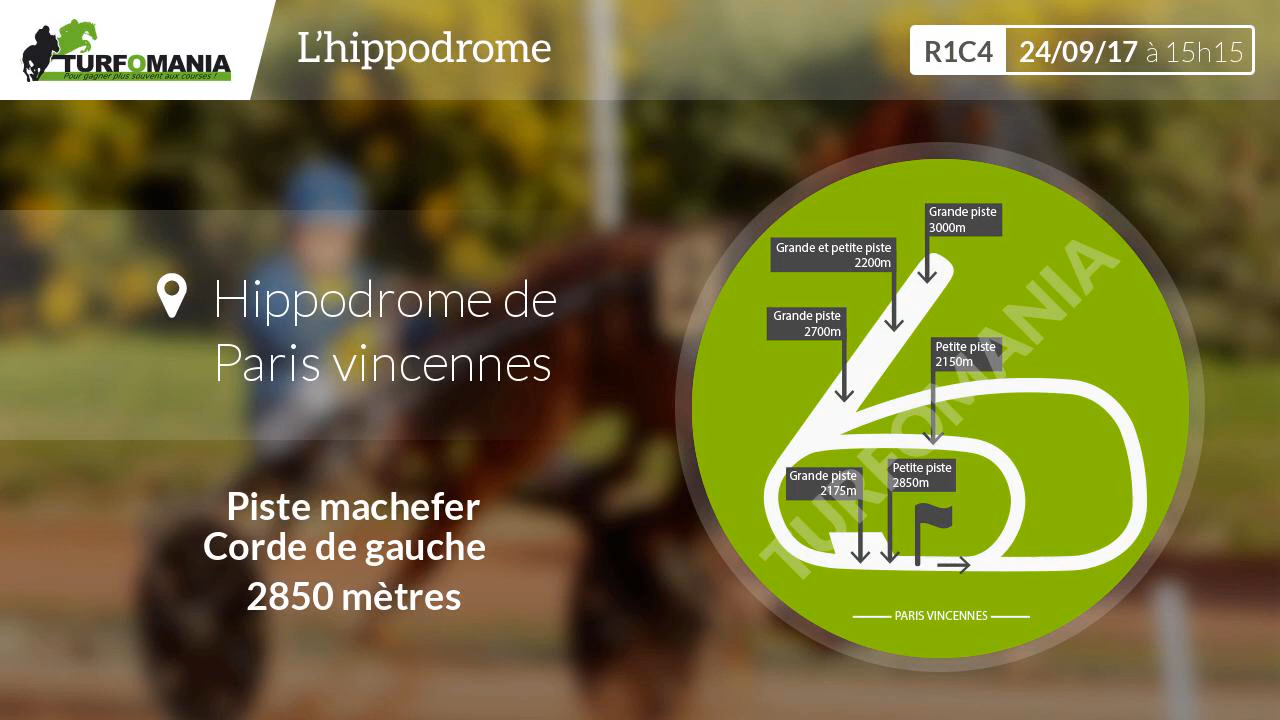 TURFOMANIA
Pour gagner plus souvent aux courses !
L'hippodrome
R1C4 24/09/17 à 15h15
Hippodrome de
Paris vincennes
Piste machefer
Corde de gauche
2850 mètres
Grande piste
3000m
Grande et petite piste
2200m
Grande piste
2700m
Petite piste
2150m
Grande piste
2175m
Petite piste
2850m
TURFOMANIA
PARIS VINCENNES